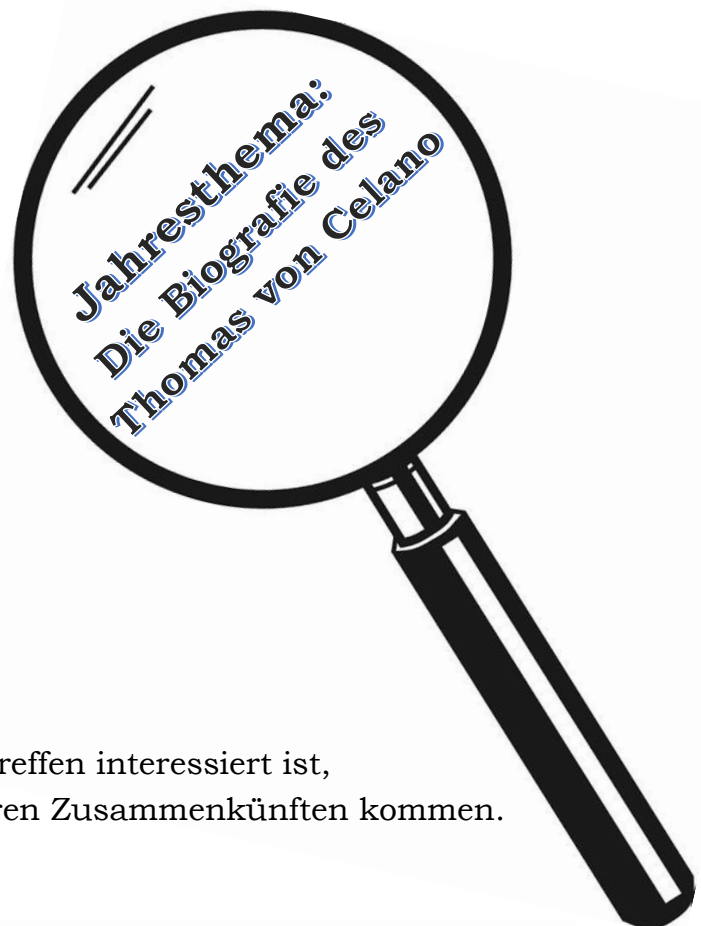 Jahresthema:
Die Biografie des
Thomas von Celano
reffen interessiert ist,
ren Zusammenkünften kommen.